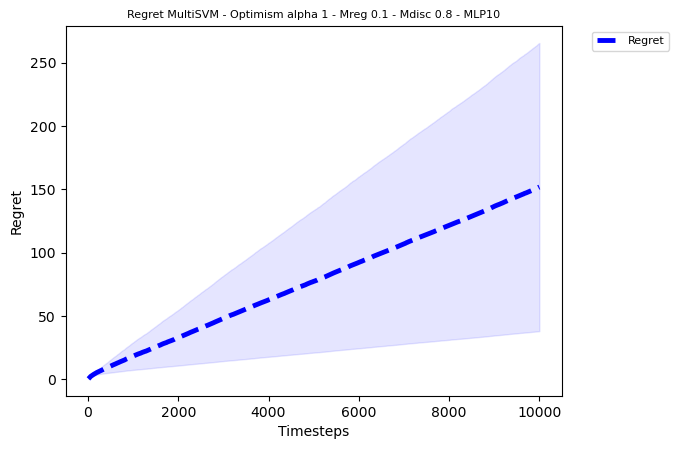 Regret MultiSVM - Optimism alpha 1 - Mreg 0.1 - Mdisc 0.8 - MLP10
Regret
250
200
150
100
50
0
Regret
0 2000 4000 6000 8000 10000
Timesteps